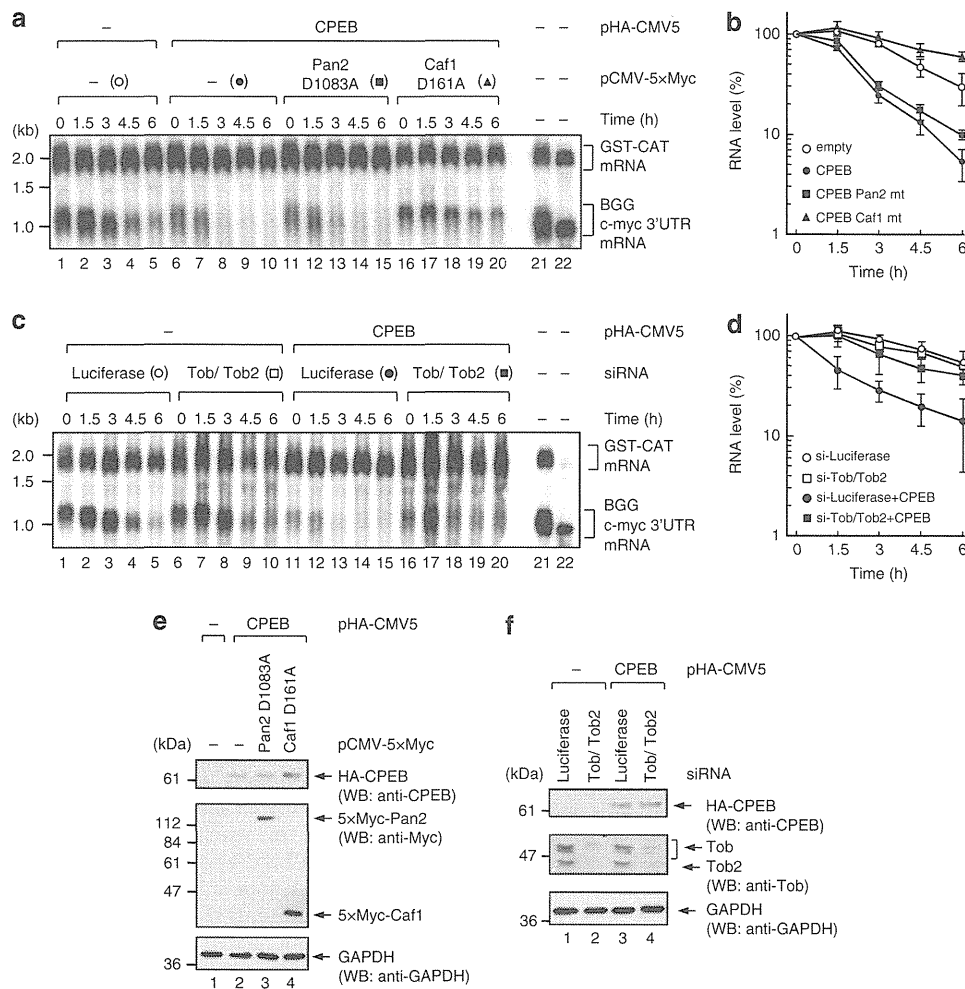 a
– CPEB pHA-CMV5
– (○) – (●) Pan2 D1083A (■) Caf1 D161A (▲) – – pCMV-5×Myc
0 1.5 3 4.5 6 0 1.5 3 4.5 6 0 1.5 3 4.5 6 0 1.5 3 4.5 6 – – Time (h)
(kb)
2.0
1.5
1.0
GST-CAT
mRNA
BGG
c-myc 3'UTR
mRNA
1 2 3 4 5 6 7 8 9 10 11 12 13 14 15 16 17 18 19 20 21 22
b
RNA level (%)
100
10
1
empty
CPEB
CPEB Pan2 mt
CPEB Caf1 mt
0 1.5 3 4.5 6
Time (h)
c
– CPEB – – pHA-CMV5
Luciferase (○) Tob/ Tob2 (□) Luciferase (●) Tob/ Tob2 (■) – – siRNA
0 1.5 3 4.5 6 0 1.5 3 4.5 6 0 1.5 3 4.5 6 0 1.5 3 4.5 6 – – Time (h)
(kb)
2.0
1.5
1.0
GST-CAT
mRNA
BGG
c-myc 3'UTR
mRNA
1 2 3 4 5 6 7 8 9 10 11 12 13 14 15 16 17 18 19 20 21 22
d
RNA level (%)
100
10
1
si-Luciferase
si-Tob/Tob2
si-Luciferase+CPEB
si-Tob/Tob2+CPEB
0 1.5 3 4.5 6
Time (h)
e
– CPEB pHA-CMV5
– – Pan2 D1083A Caf1 D161A pCMV-5×Myc
(kDa)
61
HA-CPEB
(WB: anti-CPEB)
112
84
61
47
5×Myc-Pan2
(WB: anti-Myc)
5×Myc-Caf1
36
GAPDH
(WB: anti-GAPDH)
1 2 3 4
f
– CPEB pHA-CMV5
Luciferase Tob/ Tob2 Luciferase Tob/ Tob2 siRNA
(kDa)
61
HA-CPEB
(WB: anti-CPEB)
47
Tob
Tob2
(WB: anti-Tob)
36
GAPDH
(WB: anti-GAPDH)
1 2 3 4